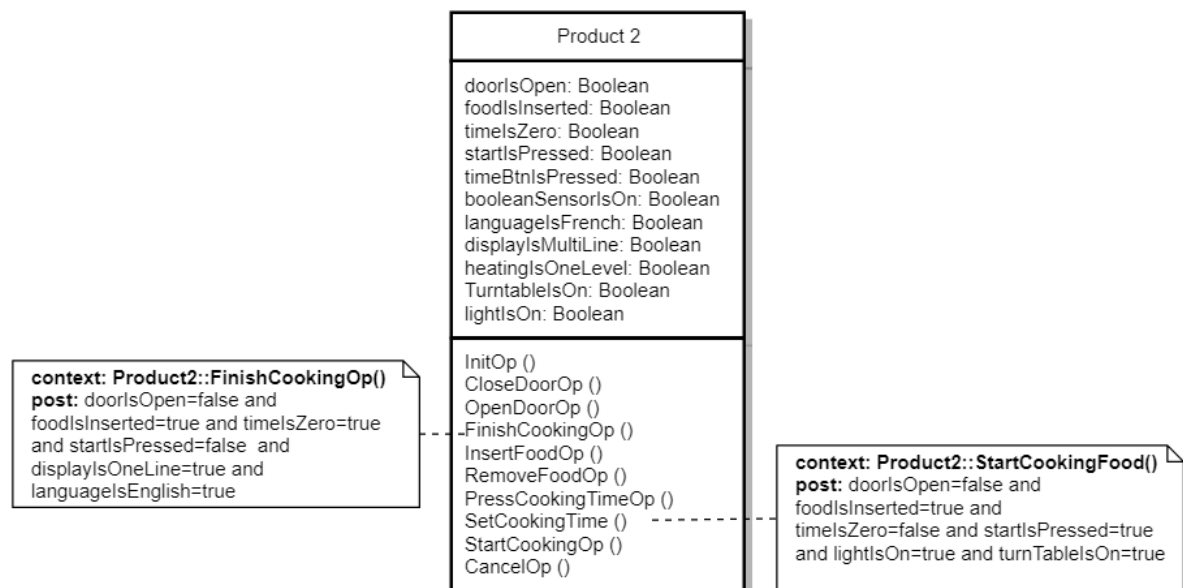 Product 2
doorIsOpen: Boolean
foodIsInserted: Boolean
timeIsZero: Boolean
startIsPressed: Boolean
timeBtnIsPressed: Boolean
booleanSensorIsOn: Boolean
languageIsFrench: Boolean
displayIsMultiLine: Boolean
heatingIsOneLevel: Boolean
TurntableIsOn: Boolean
lightIsOn: Boolean
InitOp ()
CloseDoorOp ()
OpenDoorOp ()
FinishCookingOp ()
InsertFoodOp ()
RemoveFoodOp ()
PressCookingTimeOp ()
SetCookingTime ()
StartCookingOp ()
CancelOp ()
context: Product2::FinishCookingOp()
post: doorIsOpen=false and
foodIsInserted=true and timeIsZero=true
and startIsPressed=false and
displayIsOneLine=true and
languageIsEnglish=true
context: Product2::StartCookingFood()
post: doorIsOpen=false and
foodIsInserted=true and
timeIsZero=false and startIsPressed=true
and lightIsOn=true and turnTableIsOn=true